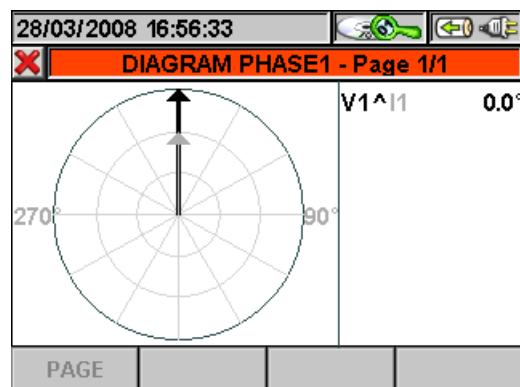 28/03/2008 16:56:33
DIAGRAM PHASE1 - Page 1/1
V1^I1 0.0°
270°
90°
PAGE